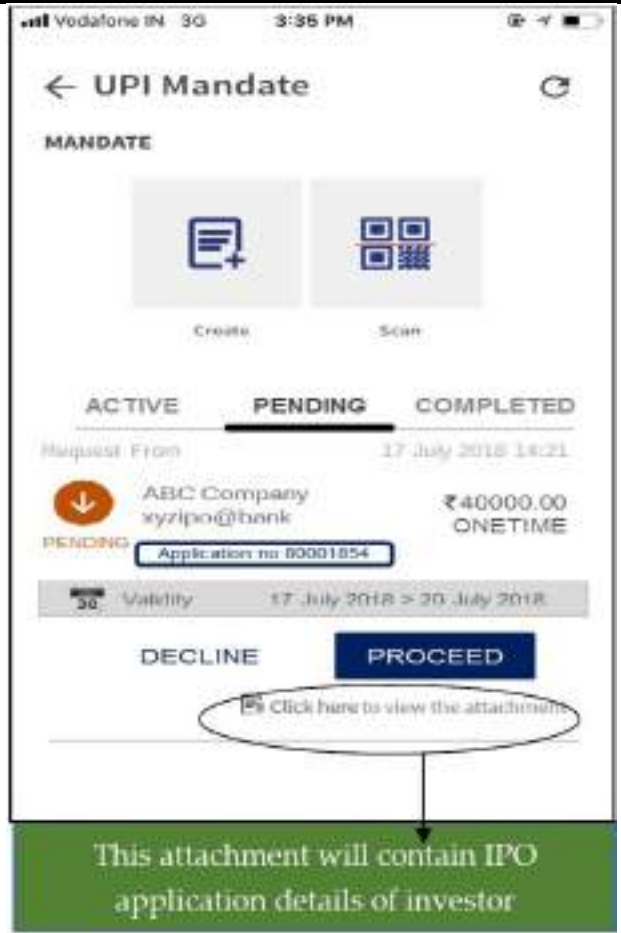 Vodafone IN 3G 3:35 PM
← UPI Mandate
MANDATE
Create Scan
ACTIVE PENDING COMPLETED
Request From 17 July 2018 14:21
ABC Company ₹40000.00
xyzipo@bank ONETIME
PENDING
Application no 80001854
30 Validity 17 July 2018 > 20 July 2018
DECLINE PROCEED
Click here to view the attachment
This attachment will contain IPO
application details of investor